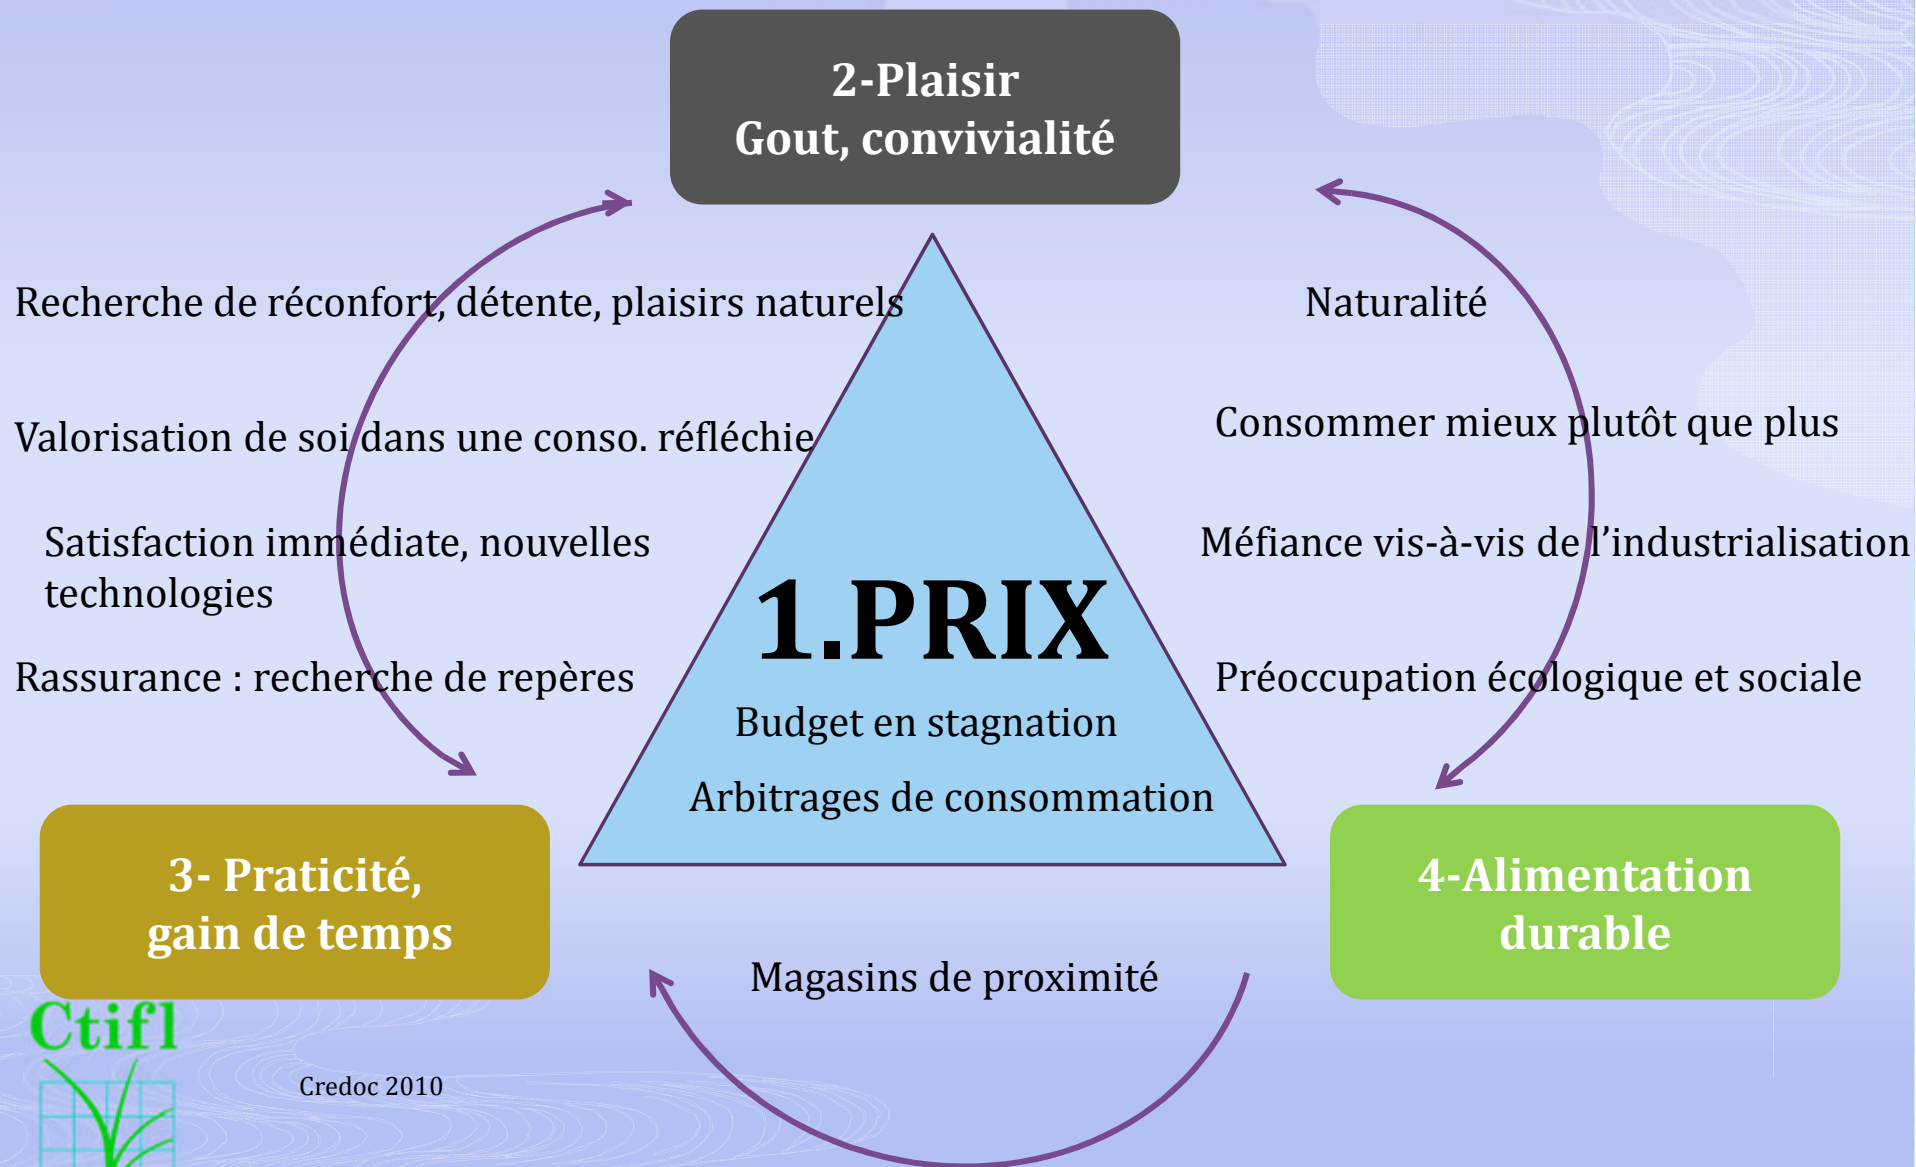 2-Plaisir
Gout, convivialité
Recherche de réconfort, détente, plaisirs naturels
Naturalité
Valorisation de soi dans une conso. réfléchie
Consommer mieux plutôt que plus
Satisfaction immédiate, nouvelles
technologies
Méfiance vis-à-vis de l’industrialisation
1.PRIX
Rassurance : recherche de repères
Préoccupation écologique et sociale
Budget en stagnation
Arbitrages de consommation
3- Praticité,
gain de temps
4-Alimentation
durable
Magasins de proximité
Ctifl
Credoc 2010